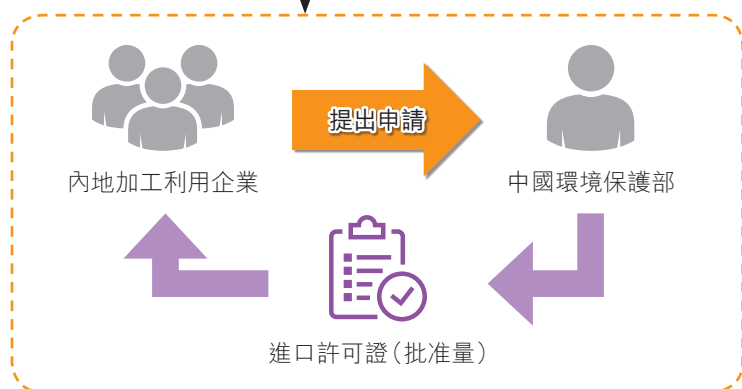 提出申請
內地加工利用企業
中國環境保護部
進口許可證（批准量）